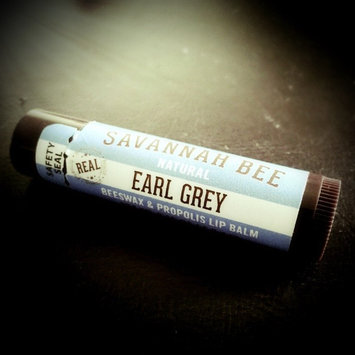 SAFETY
SEAL
REAL
SAVANNAH BEE
NATURAL
EARL GREY
BEESWAX & PROPOLIS LIP BALM